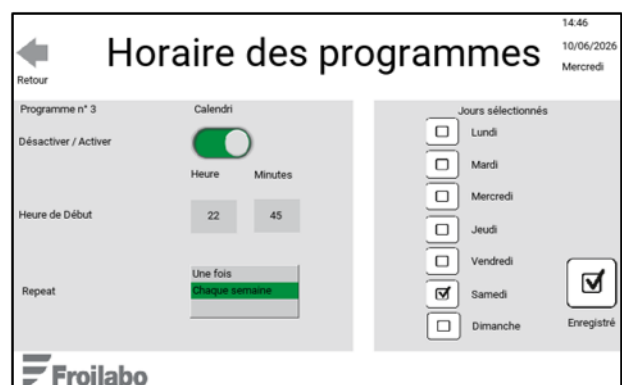 14:46
Horaire des programmes
10/06/2026
Mercredi
Retour
Programme n° 3
Calendri
Désactiver / Activer
Heure Minutes
Heure de Début
22 45
Repeat
Une fois
Chaque semaine
Jours sélectionnés
Lundi
Mardi
Mercredi
Jeudi
Vendredi
Samedi
Dimanche
Enregistré
Froilabo